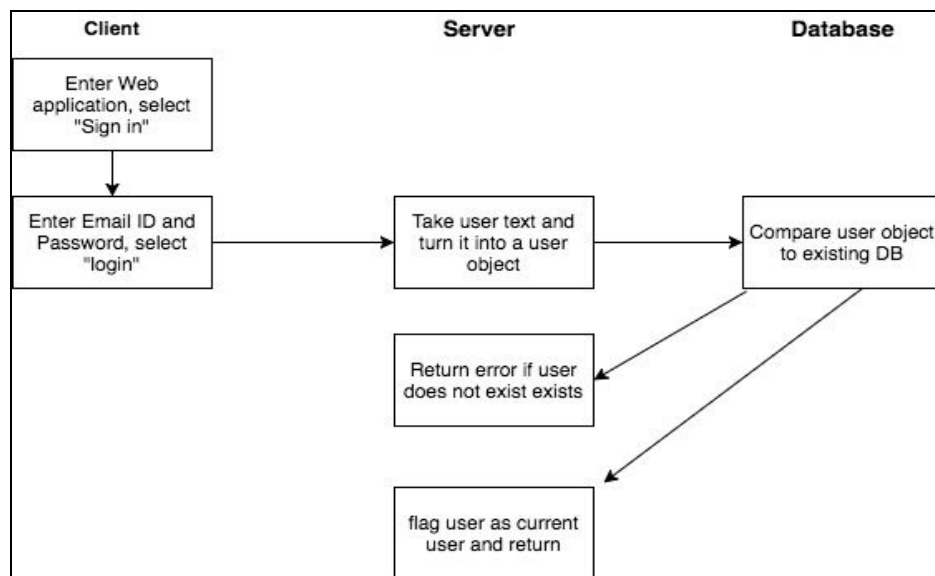 Client
Server
Database
Enter Web
application, select
"Sign in"
Enter Email ID and
Password, select
"login"
Take user text and
turn it into a user
object
Compare user object
to existing DB
Return error if user
does not exist exists
flag user as current
user and return